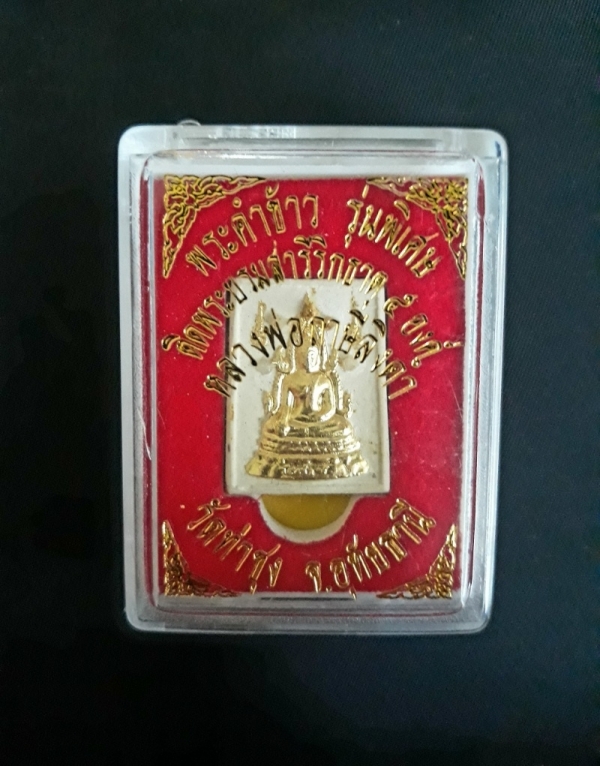 พระคำข้าว รุ่นพิเศษ
ติดพระบรมสารีริกธาตุ ๕ องค์
หลวงพ่อฤๅษีลิงดำ
วัดท่าซุง จ.อุทัยธานี